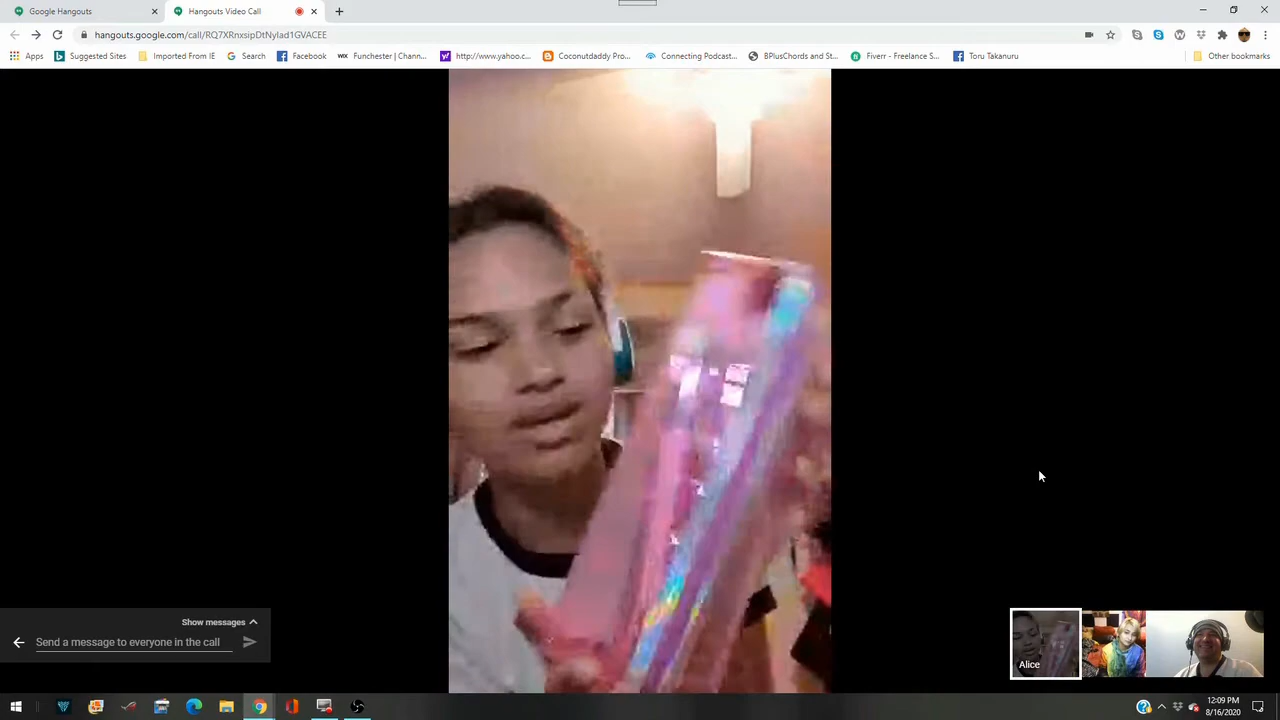 Google Hangouts
Hangouts Video Call
hangouts.google.com/call/RQ7XRnxsipDtNyIad1GVACEE
Apps
Suggested Sites
Imported From IE
Search
Facebook
WIX Funchester | Chann...
http://www.yahoo.c...
Coconutdaddy Pro...
Connecting Podcast...
BPlusChords and St...
Fiverr - Freelance S...
Toru Takanuru
Other bookmarks
Show messages
Send a message to everyone in the call
Alice
12:09 PM
8/16/2020